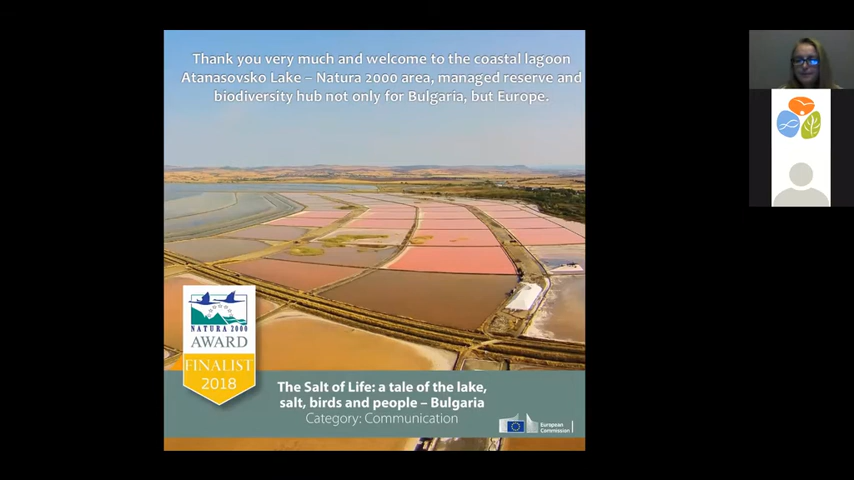 Thank you very much and welcome to the coastal lagoon
Atanasovsko Lake – Natura 2000 area, managed reserve and
biodiversity hub not only for Bulgaria, but Europe.
NATURA 2000
AWARD
FINALIST
2018
The Salt of Life: a tale of the lake,
salt, birds and people – Bulgaria
Category: Communication
European
Commission